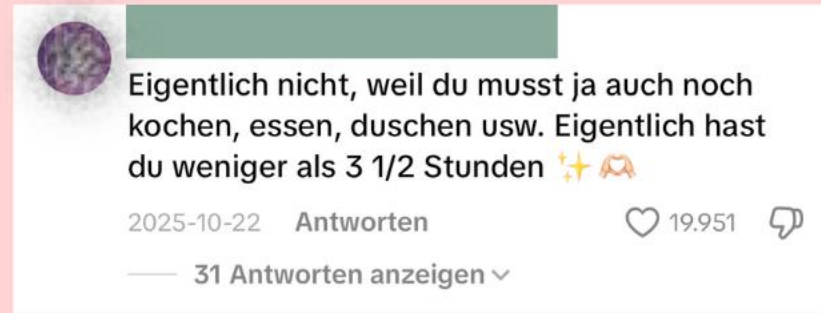 Eigentlich nicht, weil du musst ja auch noch
kochen, essen, duschen usw. Eigentlich hast
du weniger als 3 1/2 Stunden ✨🫶🏻
2025-10-22 Antworten 19.951
31 Antworten anzeigen